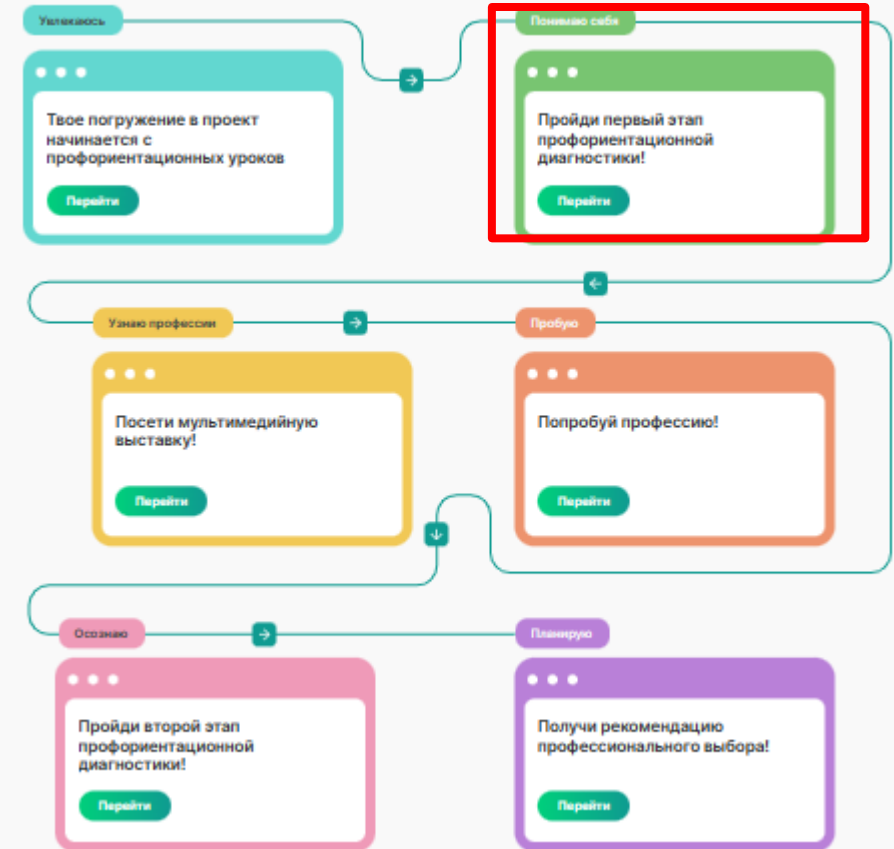 Увлекаюсь
Понимаю себя
Твое погружение в проект
начинается с
профориентационных уроков
Перейти
Пройди первый этап
профориентационной
диагностики!
Перейти
Узнаю профессии
Пробую
Посети мультимедийную
выставку!
Перейти
Попробуй профессию!
Перейти
Осознаю
Планирую
Пройди второй этап
профориентационной
диагностики!
Перейти
Получи рекомендацию
профессионального выбора!
Перейти